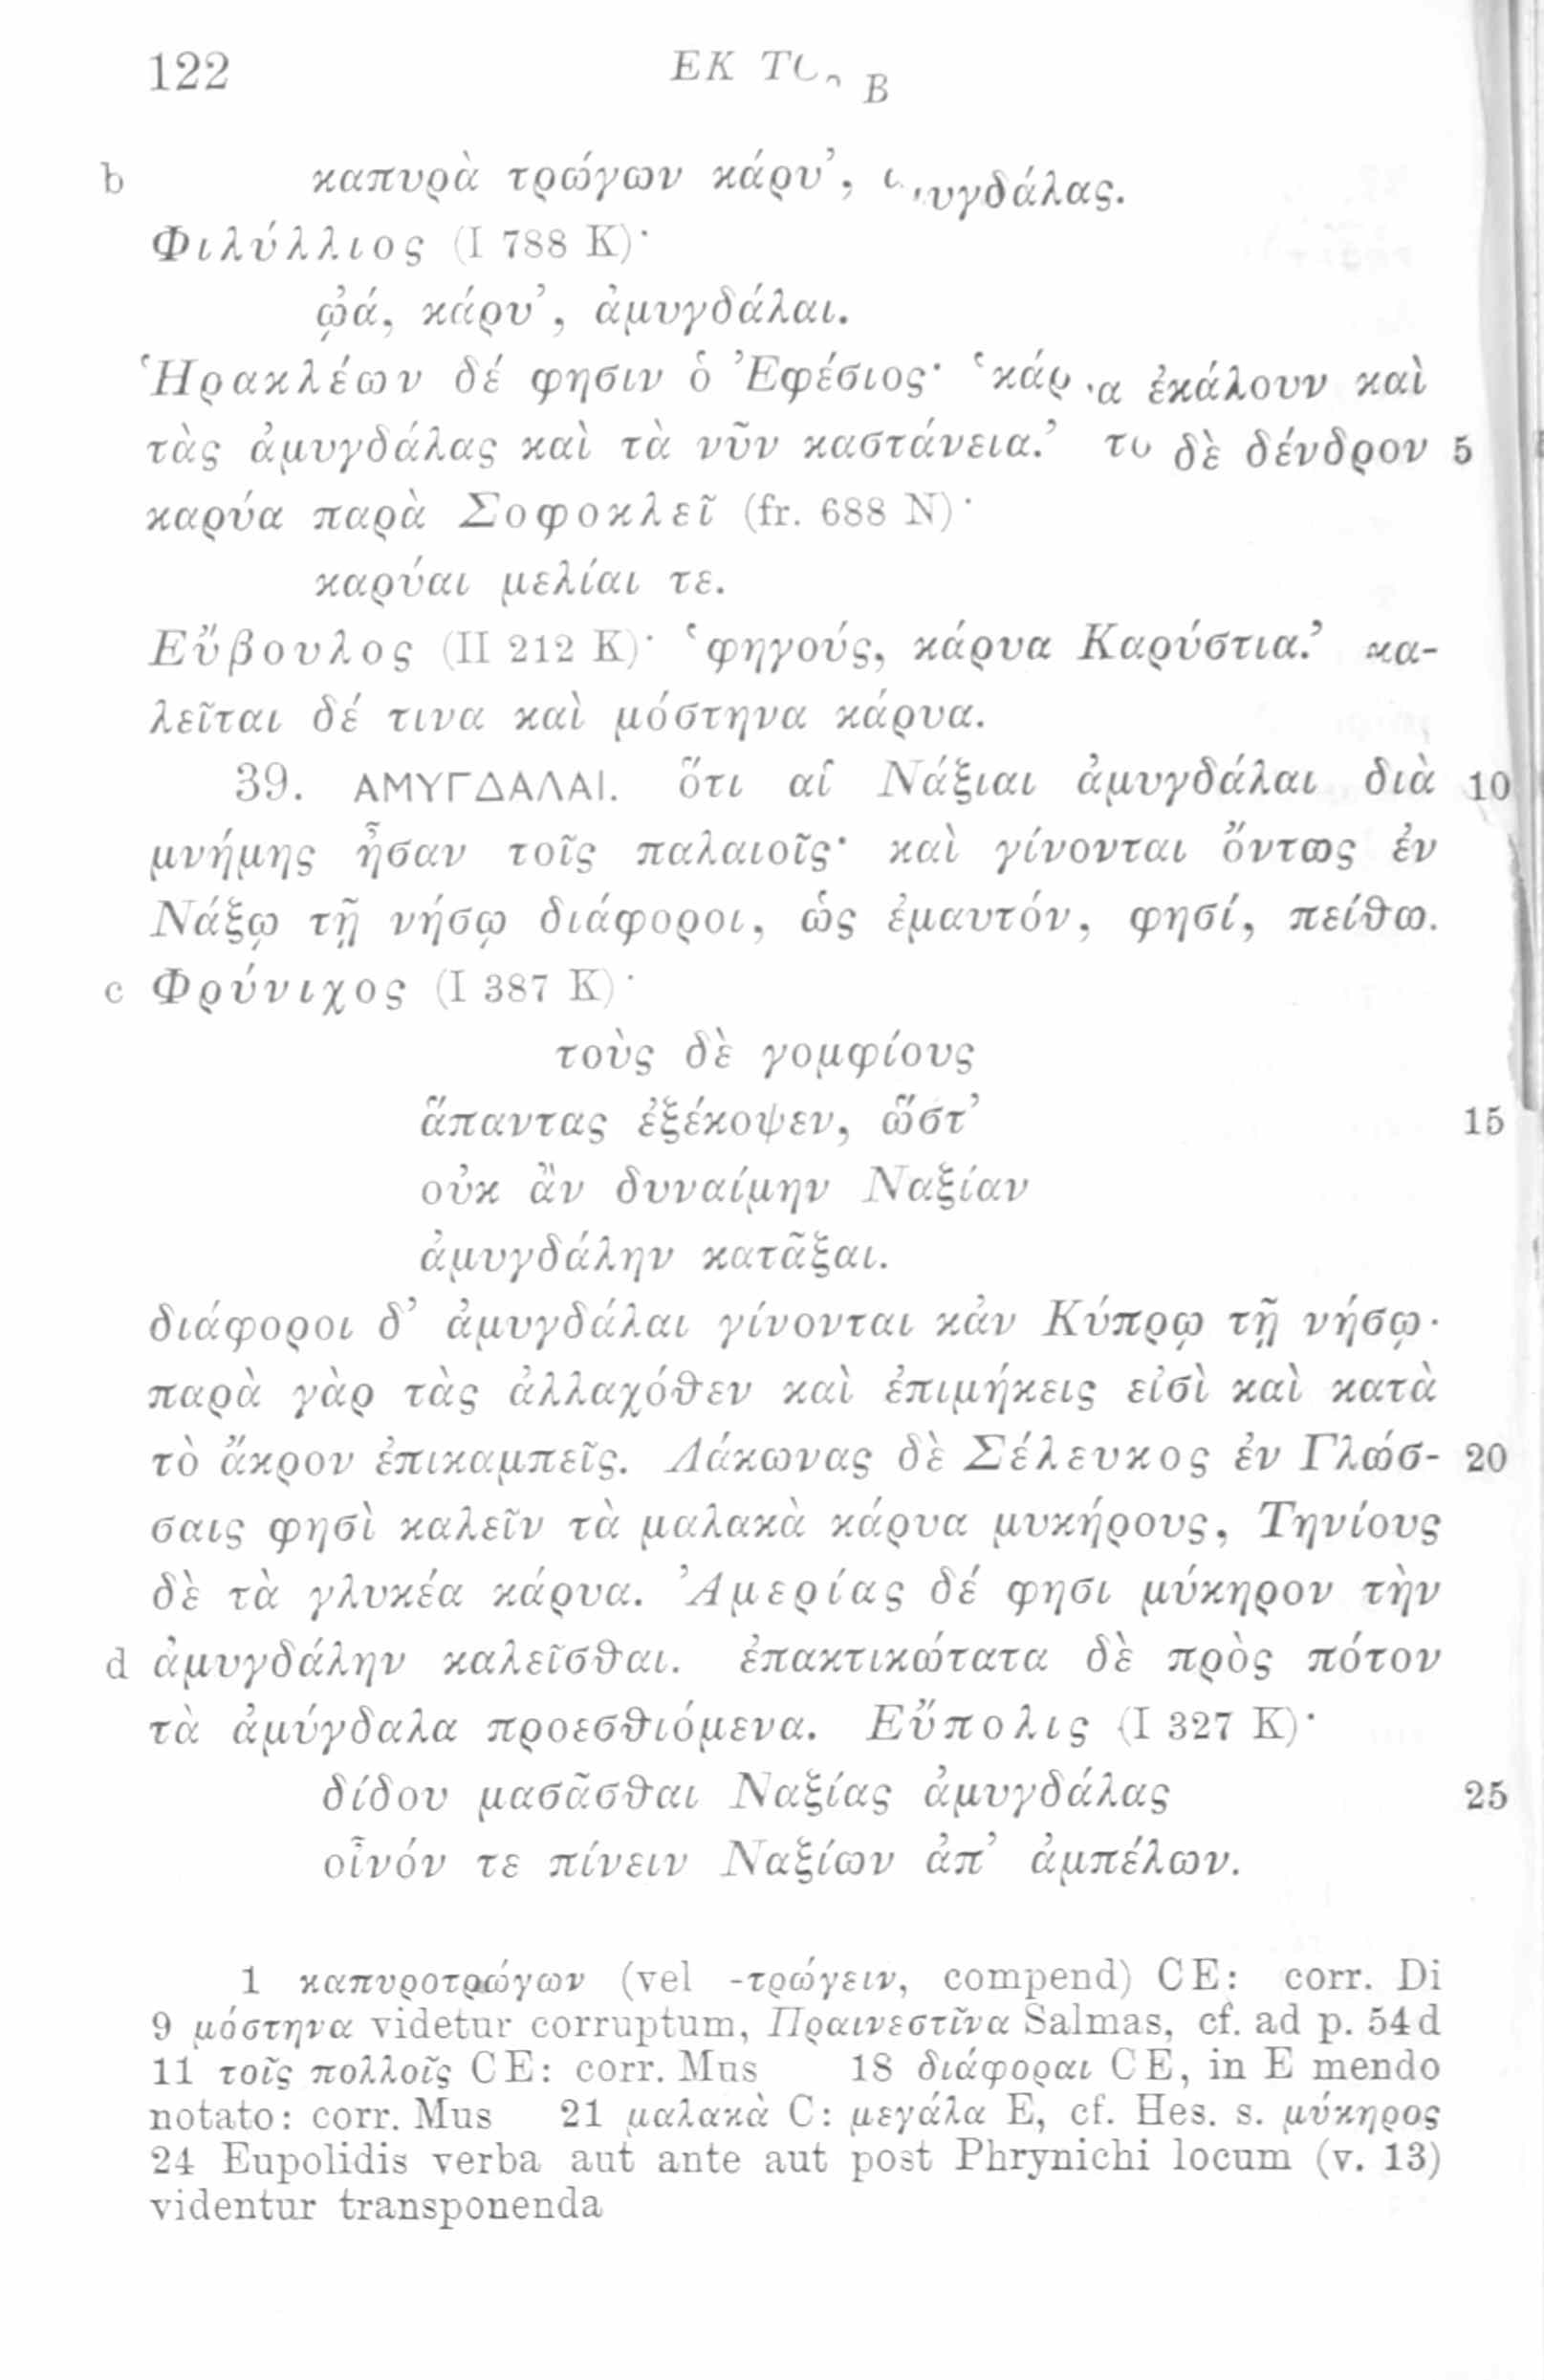 122 ΕΚ ΤΟ Β
b καπυρὰ τρώγων κάρυ’, ἀμυγδάλας.
Φιλύλλιος (I 788 K)·
ᾠά, κάρυ’, ἀμυγδάλαι.
Ἡρακλέων δέ φησιν ὁ Ἐφέσιος· ‘κάρυα ἐκάλουν καὶ
τὰς ἀμυγδάλας καὶ τὰ νῦν καστάνεια.’ τὸ δὲ δένδρον 5
καρύα παρὰ Σοφοκλεῖ (fr. 688 N)·
καρύαι μελίαι τε.
Εὔβουλος (II 212 K)· ‘φηγούς, κάρυα Καρύστια.’ κα-
λεῖται δέ τινα καὶ μόστηνα κάρυα.
39. ΑΜΥΓΔΑΛΑΙ. ὅτι αἱ Νάξιαι ἀμυγδάλαι διὰ 10
μνήμης ἦσαν τοῖς παλαιοῖς· καὶ γίνονται ὄντως ἐν
Νάξῳ τῇ νήσῳ διάφοροι, ὡς ἐμαυτόν, φησί, πείθω.
c Φρύνιχος (I 387 K)·
τοὺς δὲ γομφίους
ἅπαντας ἐξέκοψεν, ὥστ’ 15
οὐκ ἂν δυναίμην Ναξίαν
ἀμυγδάλην κατᾶξαι.
διάφοροι δ’ ἀμυγδάλαι γίνονται κἀν Κύπρῳ τῇ νήσῳ·
παρὰ γὰρ τὰς ἀλλαχόθεν καὶ ἐπιμήκεις εἰσὶ καὶ κατὰ
τὸ ἄκρον ἐπικαμπεῖς. Λάκωνας δὲ Σέλευκος ἐν Γλώσ- 20
σαις φησὶ καλεῖν τὰ μαλακὰ κάρυα μυκήρους, Τηνίους
δὲ τὰ γλυκέα κάρυα. Ἀμερίας δέ φησι μύκηρον τὴν
d ἀμυγδάλην καλεῖσθαι. ἐπακτικώτατα δὲ πρὸς πότον
τὰ ἀμύγδαλα προεσθιόμενα. Εὔπολις (I 327 K)·
δίδου μασᾶσθαι Ναξίας ἀμυγδάλας 25
οἶνόν τε πίνειν Ναξίων ἀπ’ ἀμπέλων.
1 καπυροτρώγων (vel -τρώγειν, compend) CE: corr. Di
9 μόστηνα videtur corruptum, Πραινεστῖνα Salmas, cf. ad p. 54d
11 τοῖς πολλοῖς CE: corr. Mus 18 διάφοραι CE, in E mendo
notato: corr. Mus 21 μαλακὰ C: μεγάλα E, cf. Hes. s. μύκηρος
24 Eupolidis verba aut ante aut post Phrynichi locum (v. 13)
videntur transponenda